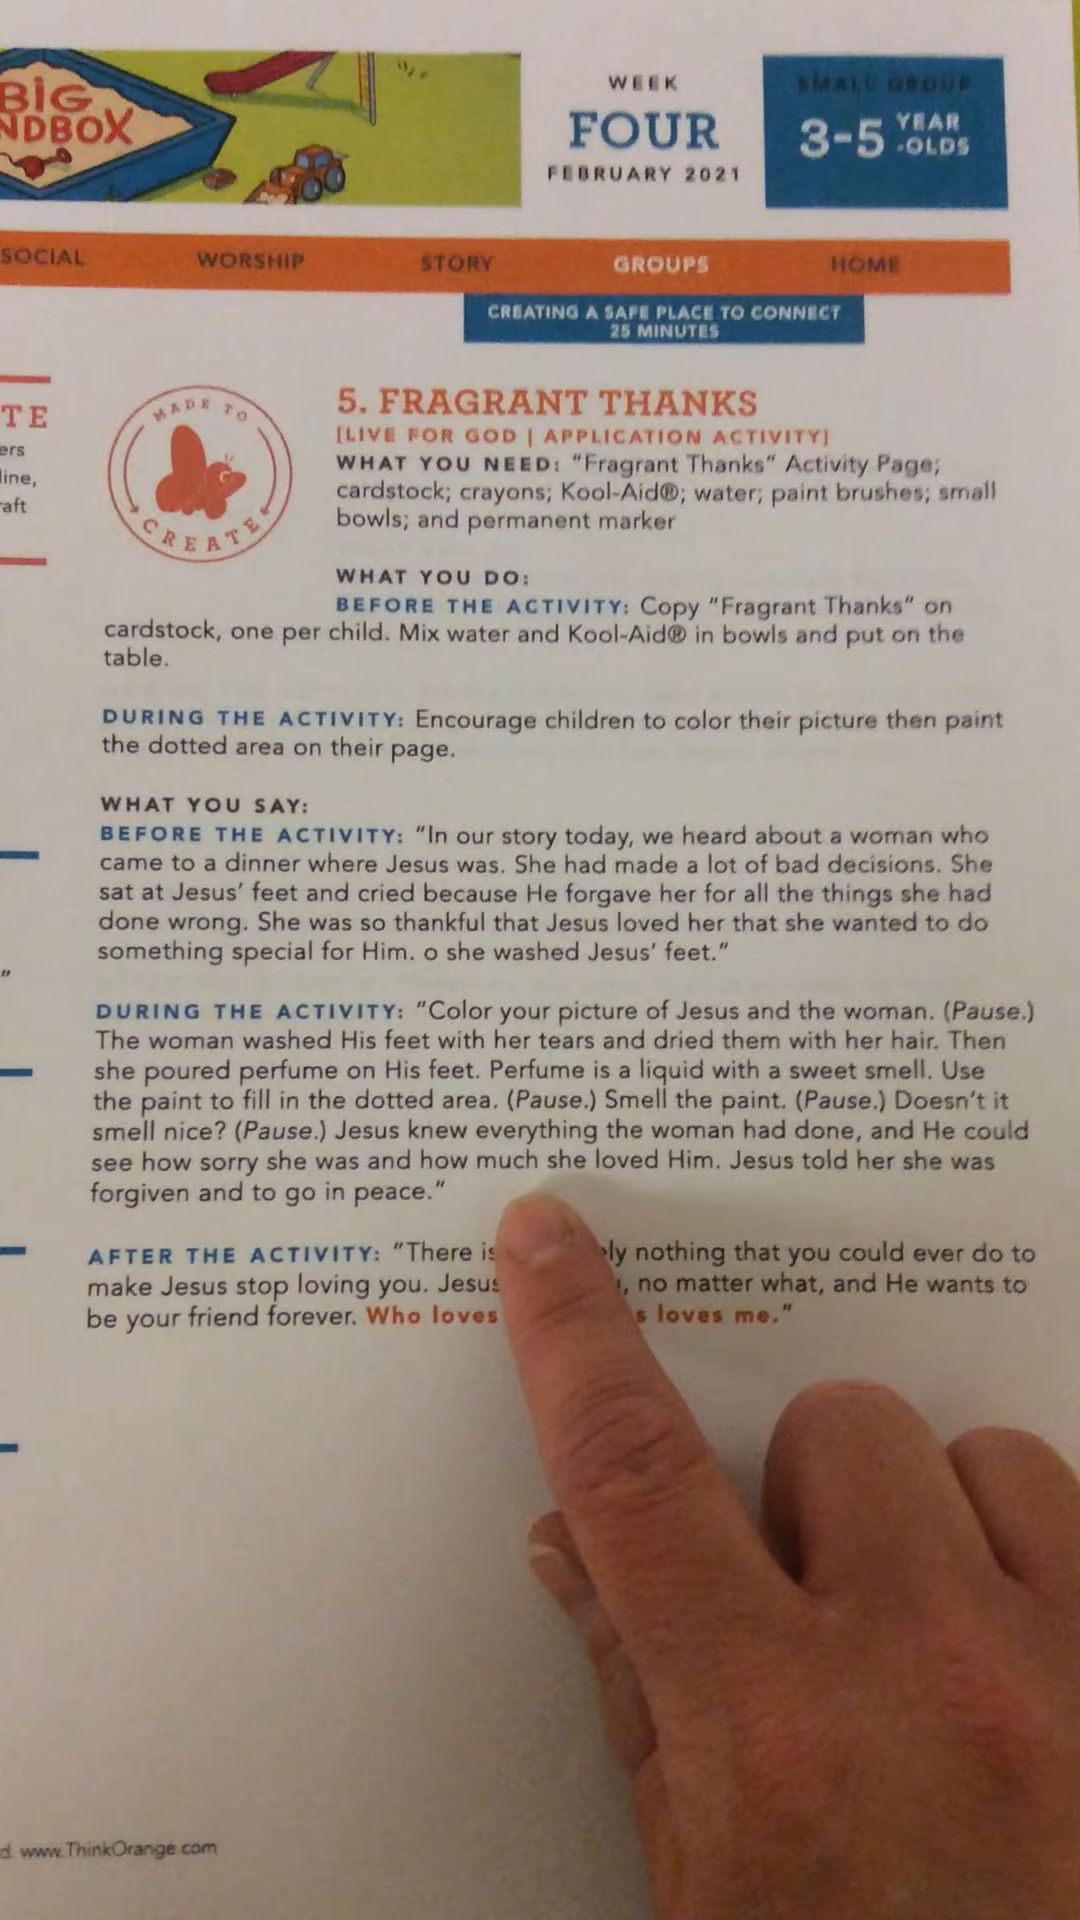 BIG
NDBOX
WEEK
FOUR
FEBRUARY 2021
SMALL GROUP
3-5 YEAR
-OLDS
SOCIAL WORSHIP STORY GROUPS HOME
CREATING A SAFE PLACE TO CONNECT
25 MINUTES
TE
ers
line,
raft
MADE TO
CREATE
5. FRAGRANT THANKS
[LIVE FOR GOD | APPLICATION ACTIVITY]
WHAT YOU NEED: “Fragrant Thanks” Activity Page;
cardstock; crayons; Kool-Aid®; water; paint brushes; small
bowls; and permanent marker
WHAT YOU DO:
BEFORE THE ACTIVITY: Copy “Fragrant Thanks” on
cardstock, one per child. Mix water and Kool-Aid® in bowls and put on the
table.
DURING THE ACTIVITY: Encourage children to color their picture then paint
the dotted area on their page.
WHAT YOU SAY:
BEFORE THE ACTIVITY: “In our story today, we heard about a woman who
came to a dinner where Jesus was. She had made a lot of bad decisions. She
sat at Jesus’ feet and cried because He forgave her for all the things she had
done wrong. She was so thankful that Jesus loved her that she wanted to do
something special for Him. o she washed Jesus’ feet.”
”
DURING THE ACTIVITY: “Color your picture of Jesus and the woman. (Pause.)
The woman washed His feet with her tears and dried them with her hair. Then
she poured perfume on His feet. Perfume is a liquid with a sweet smell. Use
the paint to fill in the dotted area. (Pause.) Smell the paint. (Pause.) Doesn’t it
smell nice? (Pause.) Jesus knew everything the woman had done, and He could
see how sorry she was and how much she loved Him. Jesus told her she was
forgiven and to go in peace.”
AFTER THE ACTIVITY: “There is ly nothing that you could ever do to
make Jesus stop loving you. Jesus , no matter what, and He wants to
be your friend forever. Who loves s loves me.”
d. www.ThinkOrange.com